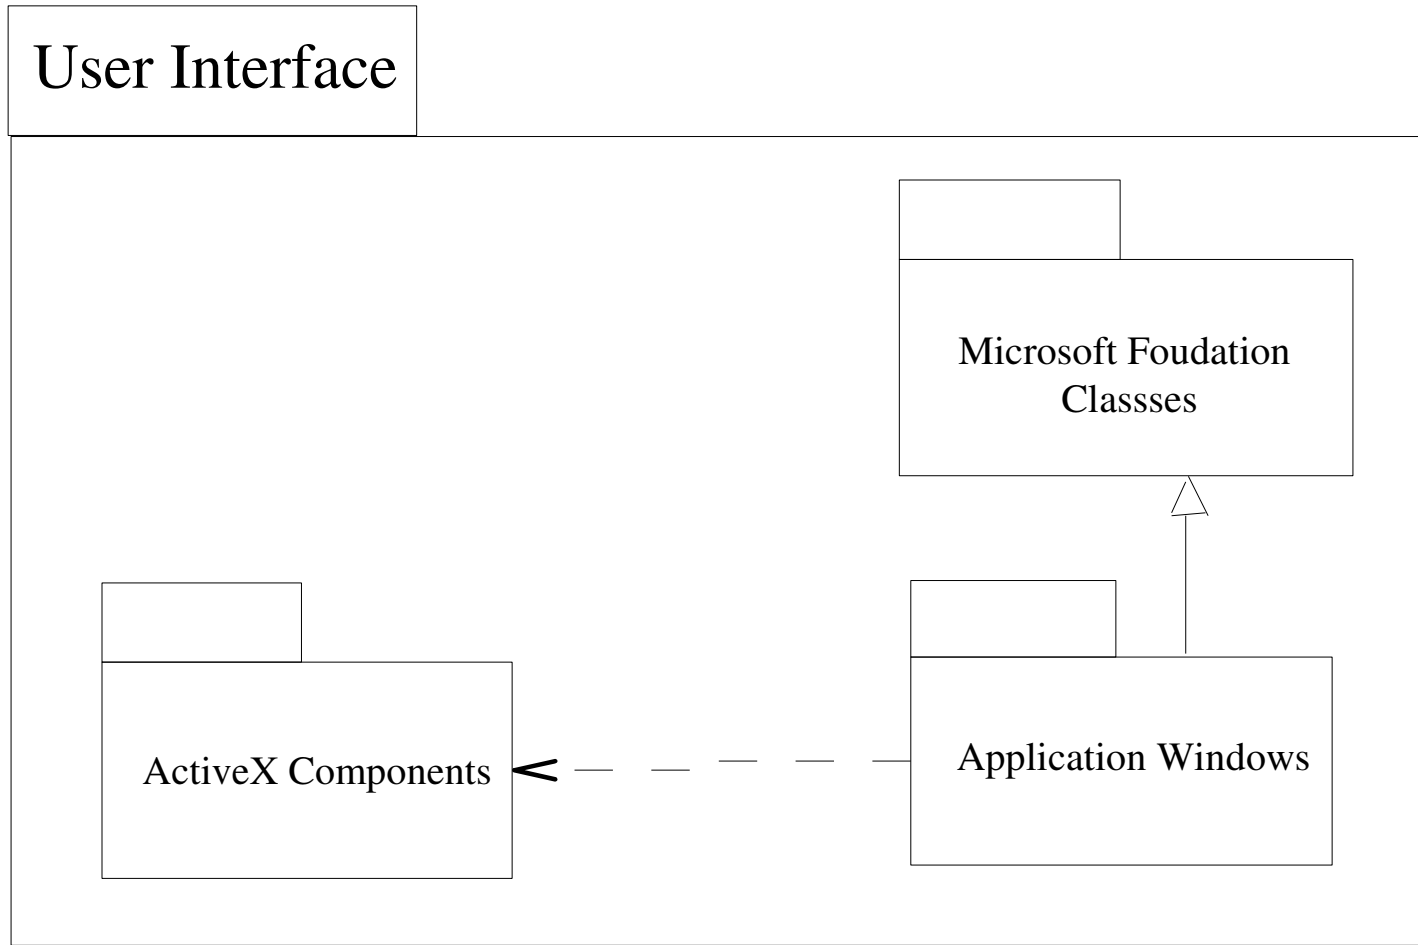 User Interface
Microsoft Foudation
Classses
ActiveX Components
Application Windows